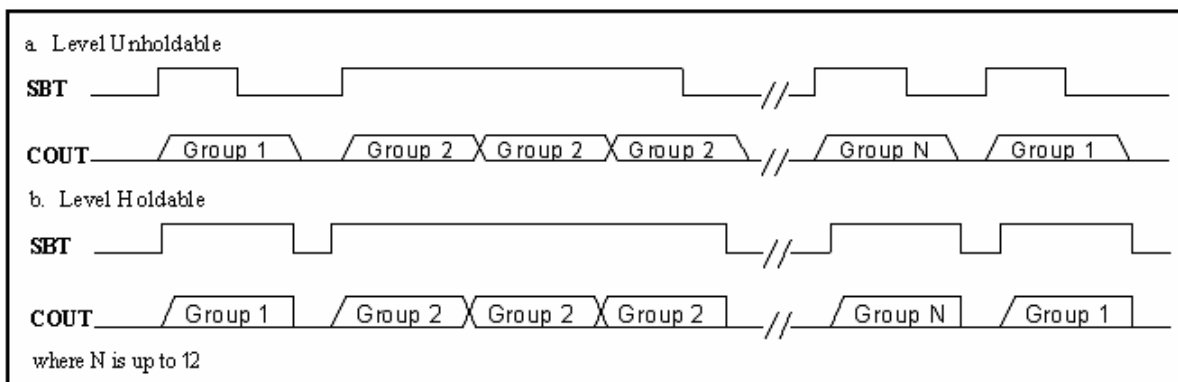 a. Level Unholdable
SBT
//
COUT Group 1 Group 2 Group 2 Group 2 // Group N Group 1
b. Level Holdable
SBT
//
COUT Group 1 Group 2 Group 2 Group 2 // Group N Group 1
where N is up to 12